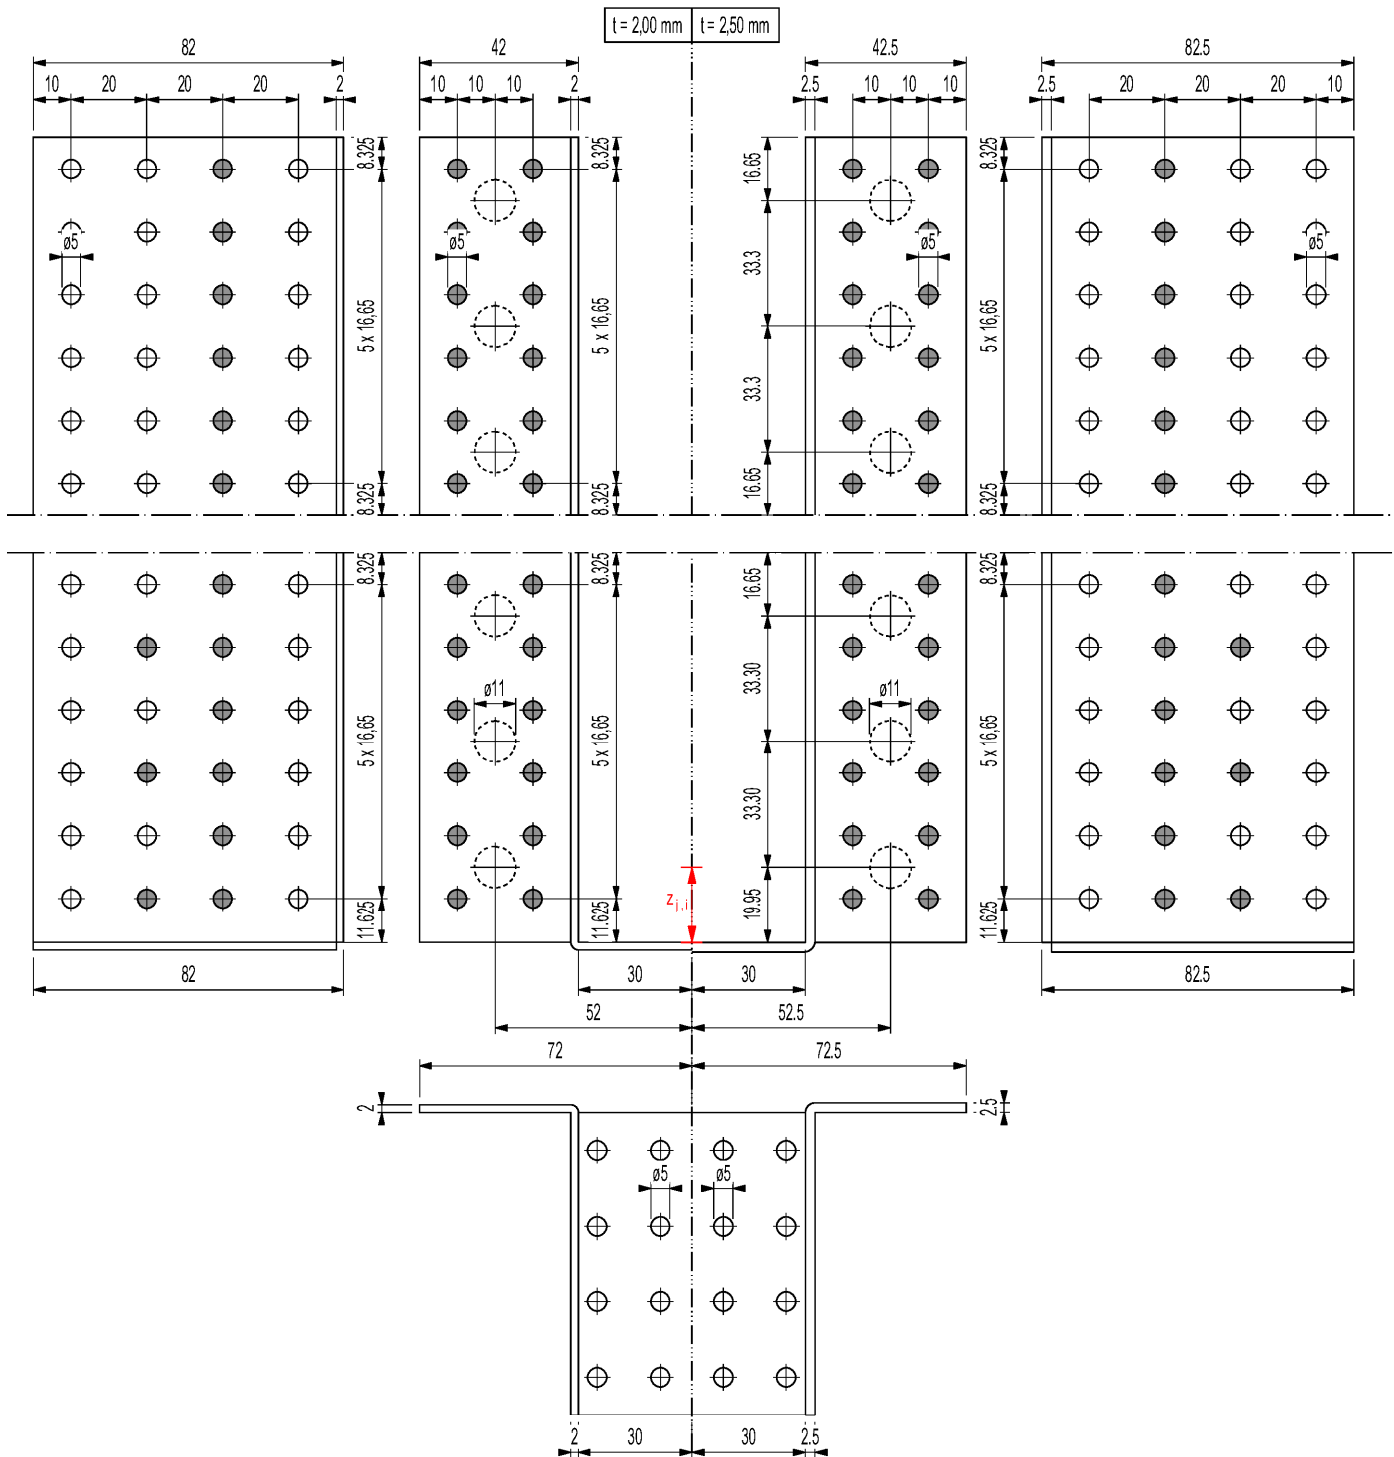 t = 2,00 mm t = 2,50 mm
82 42 42.5 82.5
10 20 20 20 2 10 10 10 2 2.5 10 10 10 2.5 20 20 20 10
8.325 8.325 16.65 8.325
ø5 ø5 ø5 ø5
33.3
5 x 16,65 5 x 16,65 5 x 16,65
33.3
8.325 8.325 16.65 8.325
8.325 8.325 16.65 8.325
33.30
ø11 ø11
5 x 16,65 5 x 16,65 5 x 16,65
33.30
z j,i
11.625 11.625 19.95 11.625
82 30 30 82.5
52 52.5
72 72.5
2 2.5
ø5 ø5
2 30 30 2.5